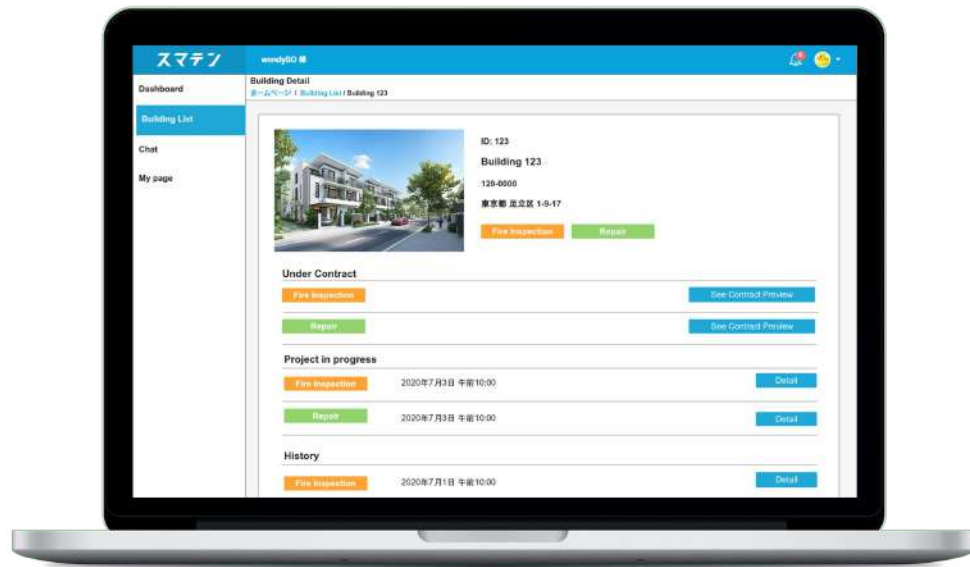 スマテン
wendyBO 様
Dashboard
Building List
Chat
My page
Building Detail
ホームページ / Building List / Building 123
ID: 123
Building 123
120-0000
東京都 足立区 1-9-17
Fire Inspection
Repair
Under Contract
Fire Inspection
See Contract Preview
Repair
See Contract Preview
Project in progress
Fire Inspection
2020年7月3日 午前10:00
Detail
Repair
2020年7月3日 午前10:00
Detail
History
Fire Inspection
2020年7月1日 午前10:00
Detail